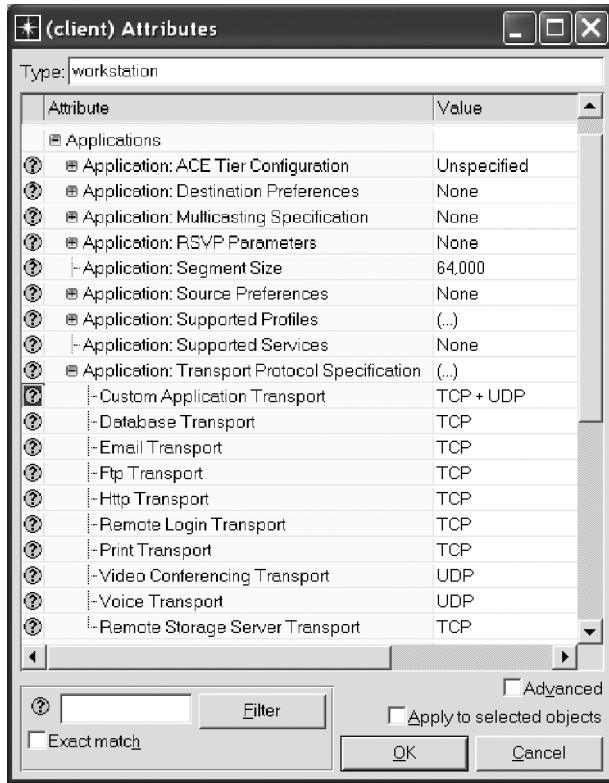 (client) Attributes
Type: workstation
Attribute Value
Applications
Application: ACE Tier Configuration Unspecified
Application: Destination Preferences None
Application: Multicasting Specification None
Application: RSVP Parameters None
Application: Segment Size 64,000
Application: Source Preferences None
Application: Supported Profiles (...)
Application: Supported Services None
Application: Transport Protocol Specification (...)
Custom Application Transport TCP + UDP
Database Transport TCP
Email Transport TCP
Ftp Transport TCP
Http Transport TCP
Remote Login Transport TCP
Print Transport TCP
Video Conferencing Transport UDP
Voice Transport UDP
Remote Storage Server Transport TCP
Advanced
Filter
Apply to selected objects
Exact match
OK Cancel